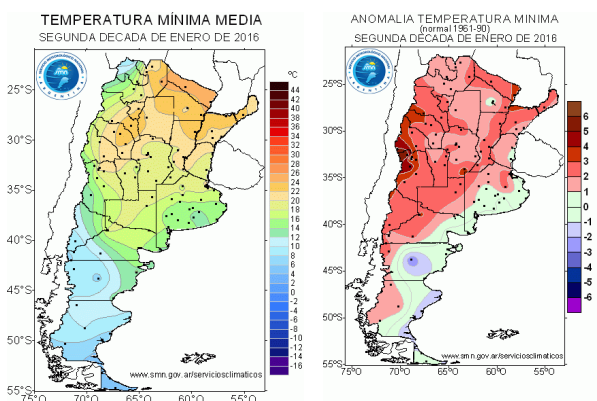 TEMPERATURA MÍNIMA MEDIA
SEGUNDA DECADA DE ENERO DE 2016
25°S
30°S
35°S
40°S
45°S
50°S
55°S
75°O
70°O
65°O
60°O
55°O
ºC
44
42
40
38
36
34
32
30
28
26
24
22
20
18
16
14
12
10
8
6
4
2
0
-2
-4
-6
-8
-10
-12
-14
-16
www.smn.gov.ar/serviciosclimaticos
ANOMALIA TEMPERATURA MINIMA
(normal 1961-90)
SEGUNDA DECADA DE ENERO DE 2016
25°S
30°S
35°S
40°S
45°S
50°S
55°S
75°O
70°O
65°O
60°O
55°O
6
5
4
3
2
1
0
-1
-2
-3
-4
-5
-6
www.smn.gov.ar/serviciosclimaticos